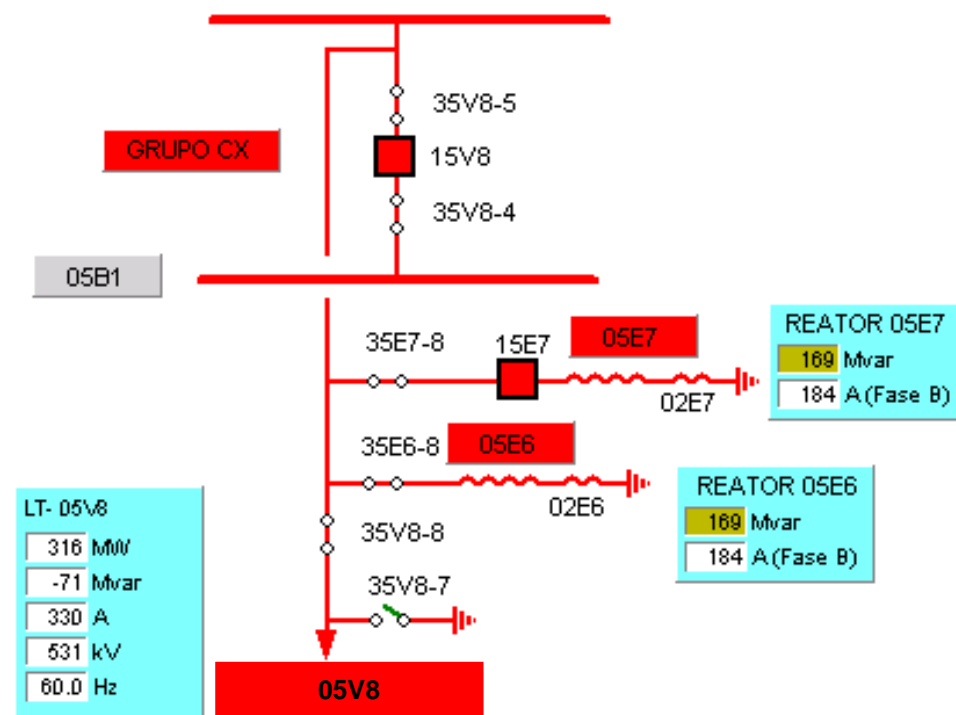 35V8-5
GRUPO CX
15V8
35V8-4
05B1
35E7-8
15E7
05E7
02E7
REATOR 05E7
169 Mvar
184 A (Fase B)
35E6-8
05E6
02E6
REATOR 05E6
169 Mvar
184 A (Fase B)
35V8-8
35V8-7
LT- 05V8
316 MW
-71 Mvar
330 A
531 kV
60.0 Hz
05V8